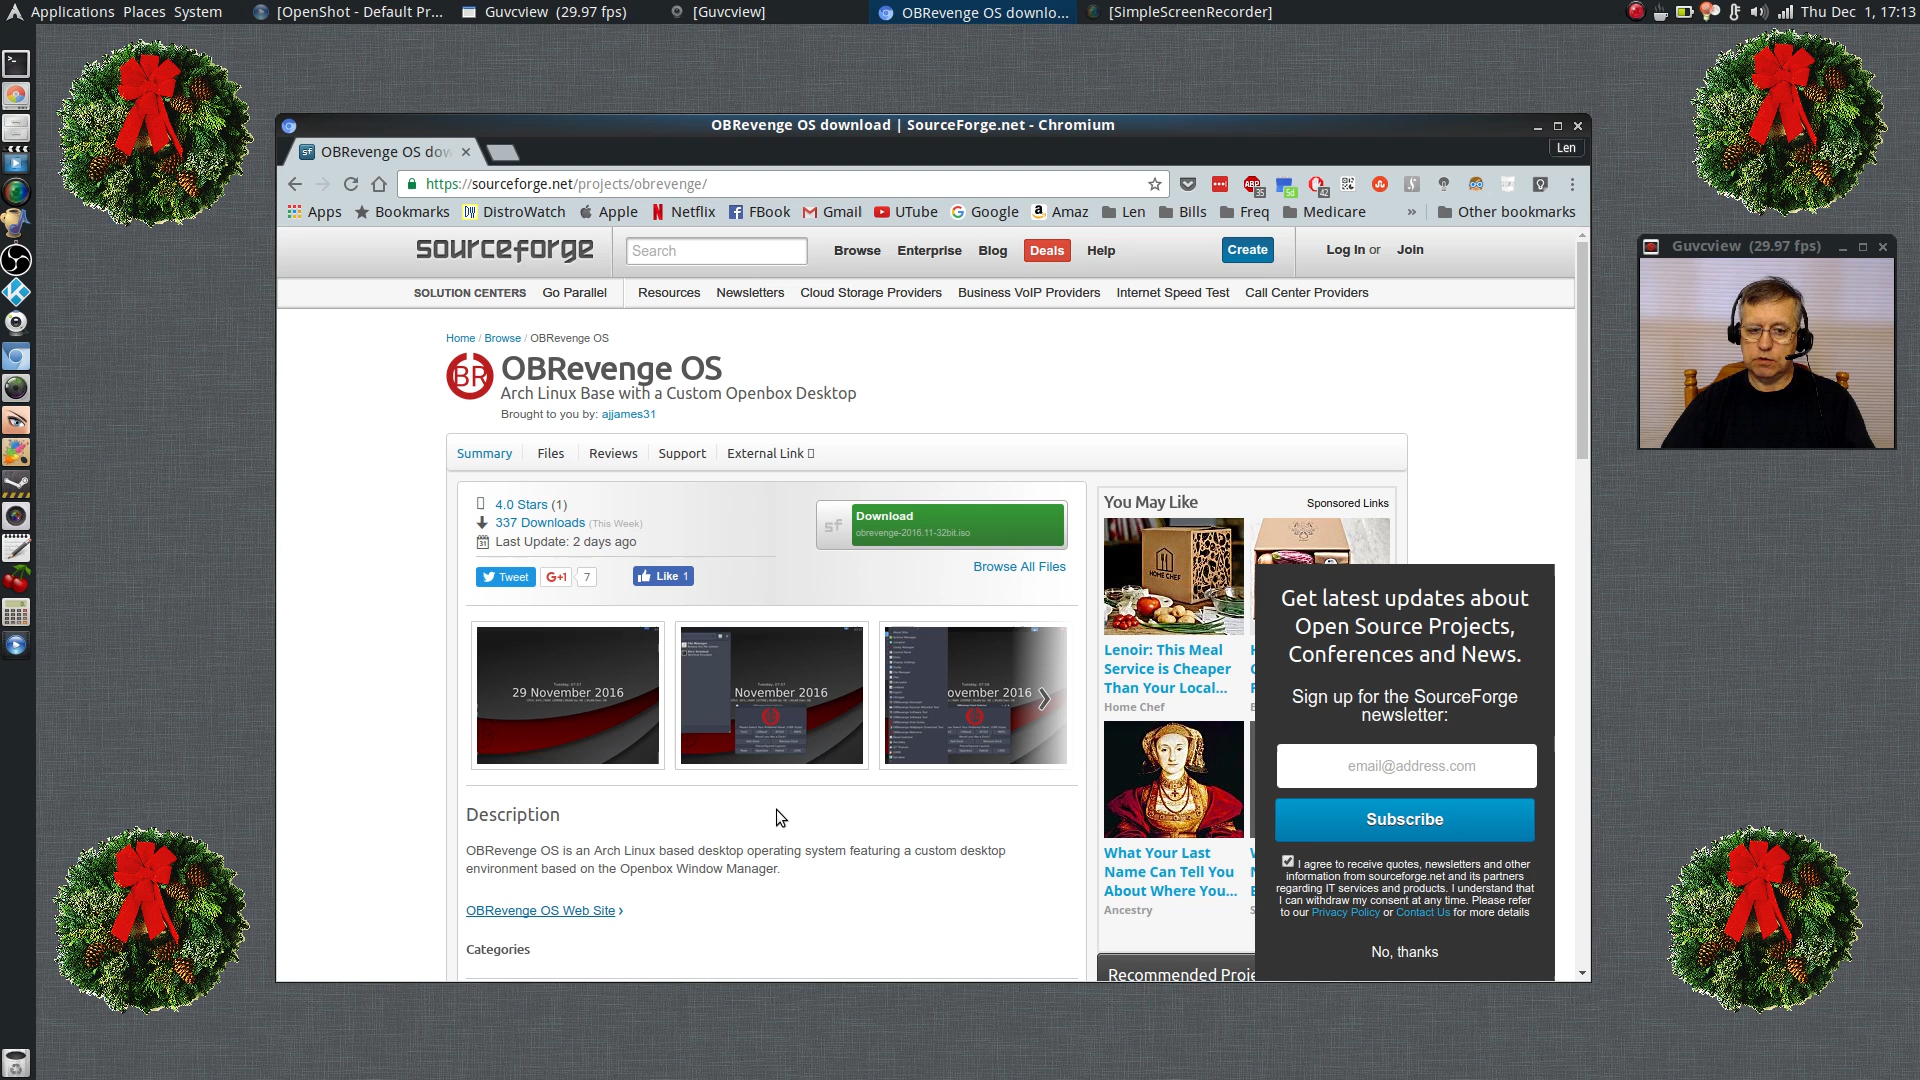 Applications Places System
[OpenShot - Default Pr...
Guvcview (29.97 fps)
[Guvcview]
OBRevenge OS downlo...
[SimpleScreenRecorder]
Thu Dec 1, 17:13
OBRevenge OS download | SourceForge.net - Chromium
OBRevenge OS dow
Len
https://sourceforge.net/projects/obrevenge/
Apps
Bookmarks
DistroWatch
Apple
Netflix
FBook
Gmail
UTube
Google
Amaz
Len
Bills
Freq
Medicare
»
Other bookmarks
sourceforge
Search
Browse
Enterprise
Blog
Deals
Help
Create
Log In or Join
SOLUTION CENTERS
Go Parallel
Resources
Newsletters
Cloud Storage Providers
Business VoIP Providers
Internet Speed Test
Call Center Providers
Guvcview (29.97 fps)
Home / Browse / OBRevenge OS
BR
OBRevenge OS
Arch Linux Base with a Custom Openbox Desktop
Brought to you by: ajjames31
Summary
Files
Reviews
Support
External Link
4.0 Stars (1)
337 Downloads (This Week)
Last Update: 2 days ago
sf
Download
obrevenge-2016.11-32bit.iso
Browse All Files
Tweet
G+1
7
Like 1
29 November 2016
November 2016
ovember 2016
Description
OBRevenge OS is an Arch Linux based desktop operating system featuring a custom desktop
environment based on the Openbox Window Manager.
OBRevenge OS Web Site ›
Categories
You May Like
Sponsored Links
HOME CHEF
Lenoir: This Meal
Service is Cheaper
Than Your Local...
Home Chef
What Your Last
Name Can Tell You
About Where You...
Ancestry
Recommended Proje
Get latest updates about
Open Source Projects,
Conferences and News.
Sign up for the SourceForge
newsletter:
email@address.com
Subscribe
I agree to receive quotes, newsletters and other
information from sourceforge.net and its partners
regarding IT services and products. I understand that
I can withdraw my consent at any time. Please refer
to our Privacy Policy or Contact Us for more details
No, thanks